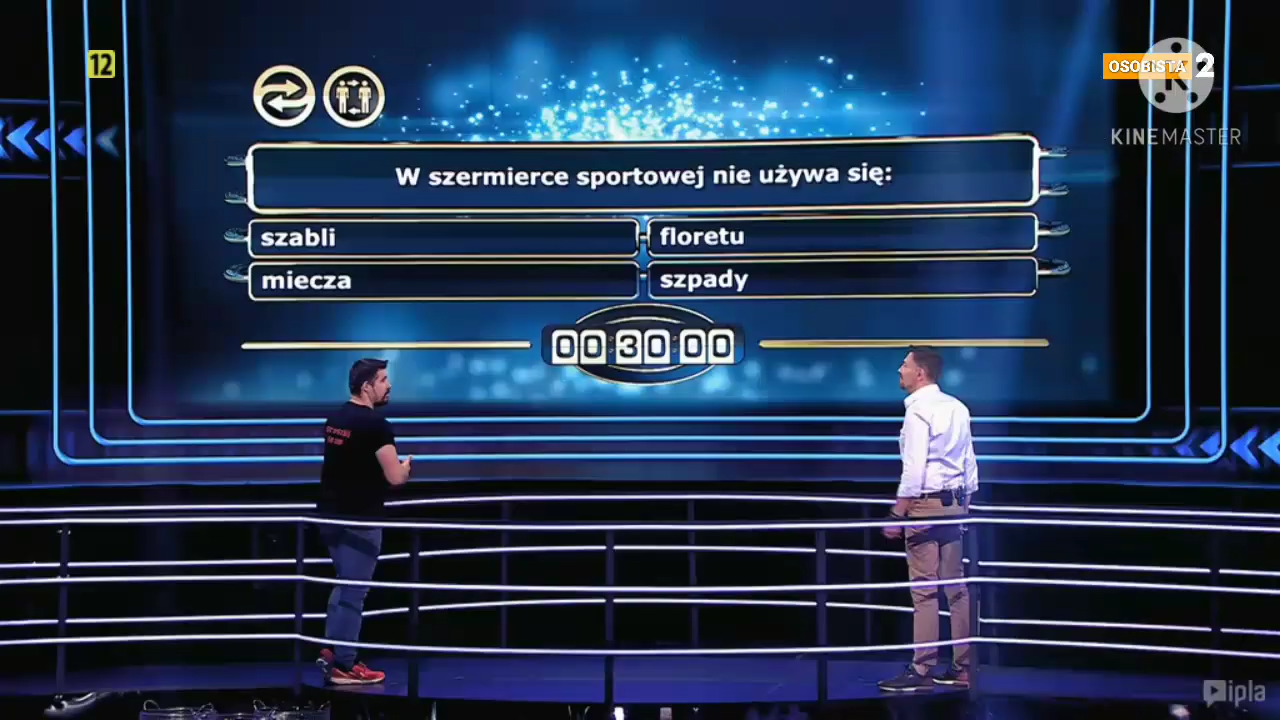 12
OSOBISTA 2
K
KINEMASTER
W szermierce sportowej nie używa się:
szabli
floretu
miecza
szpady
00:30:00
ipla